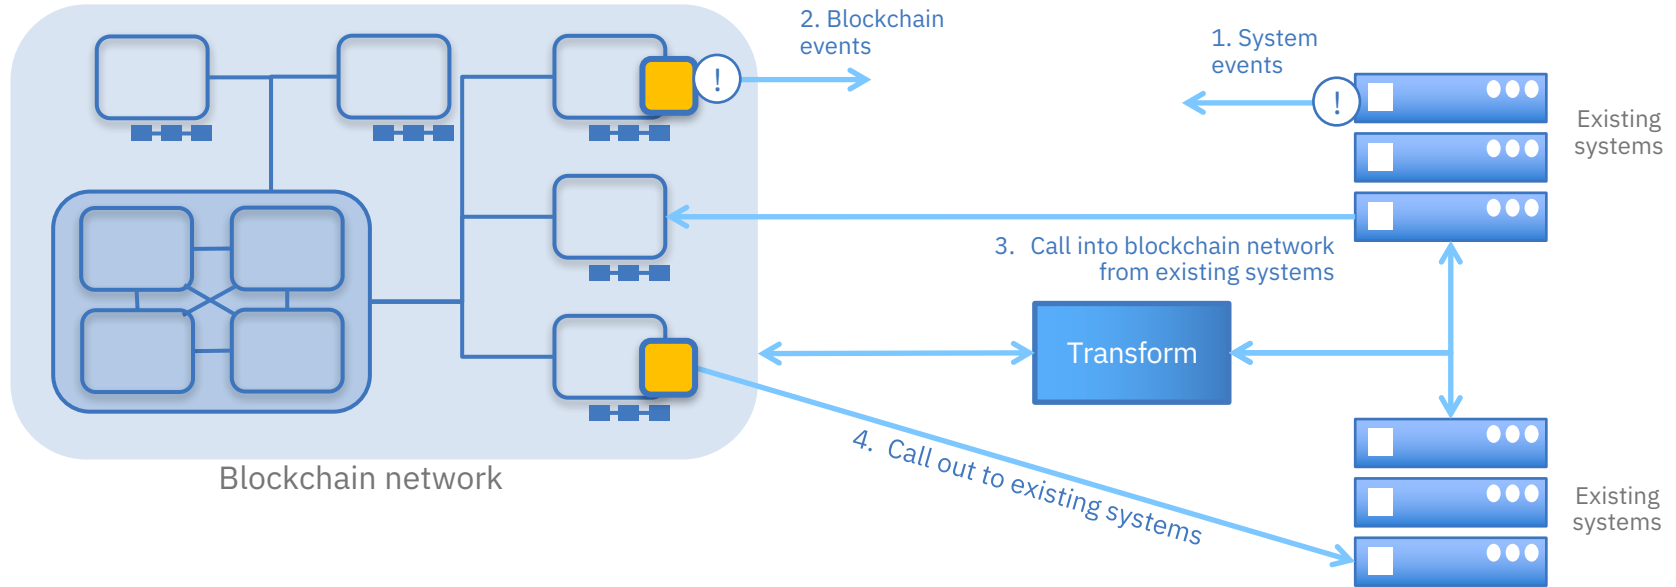 2. Blockchain
events
1. System
events
!
!
Existing
systems
3. Call into blockchain network
from existing systems
Transform
4. Call out to existing systems
Blockchain network
Existing
systems